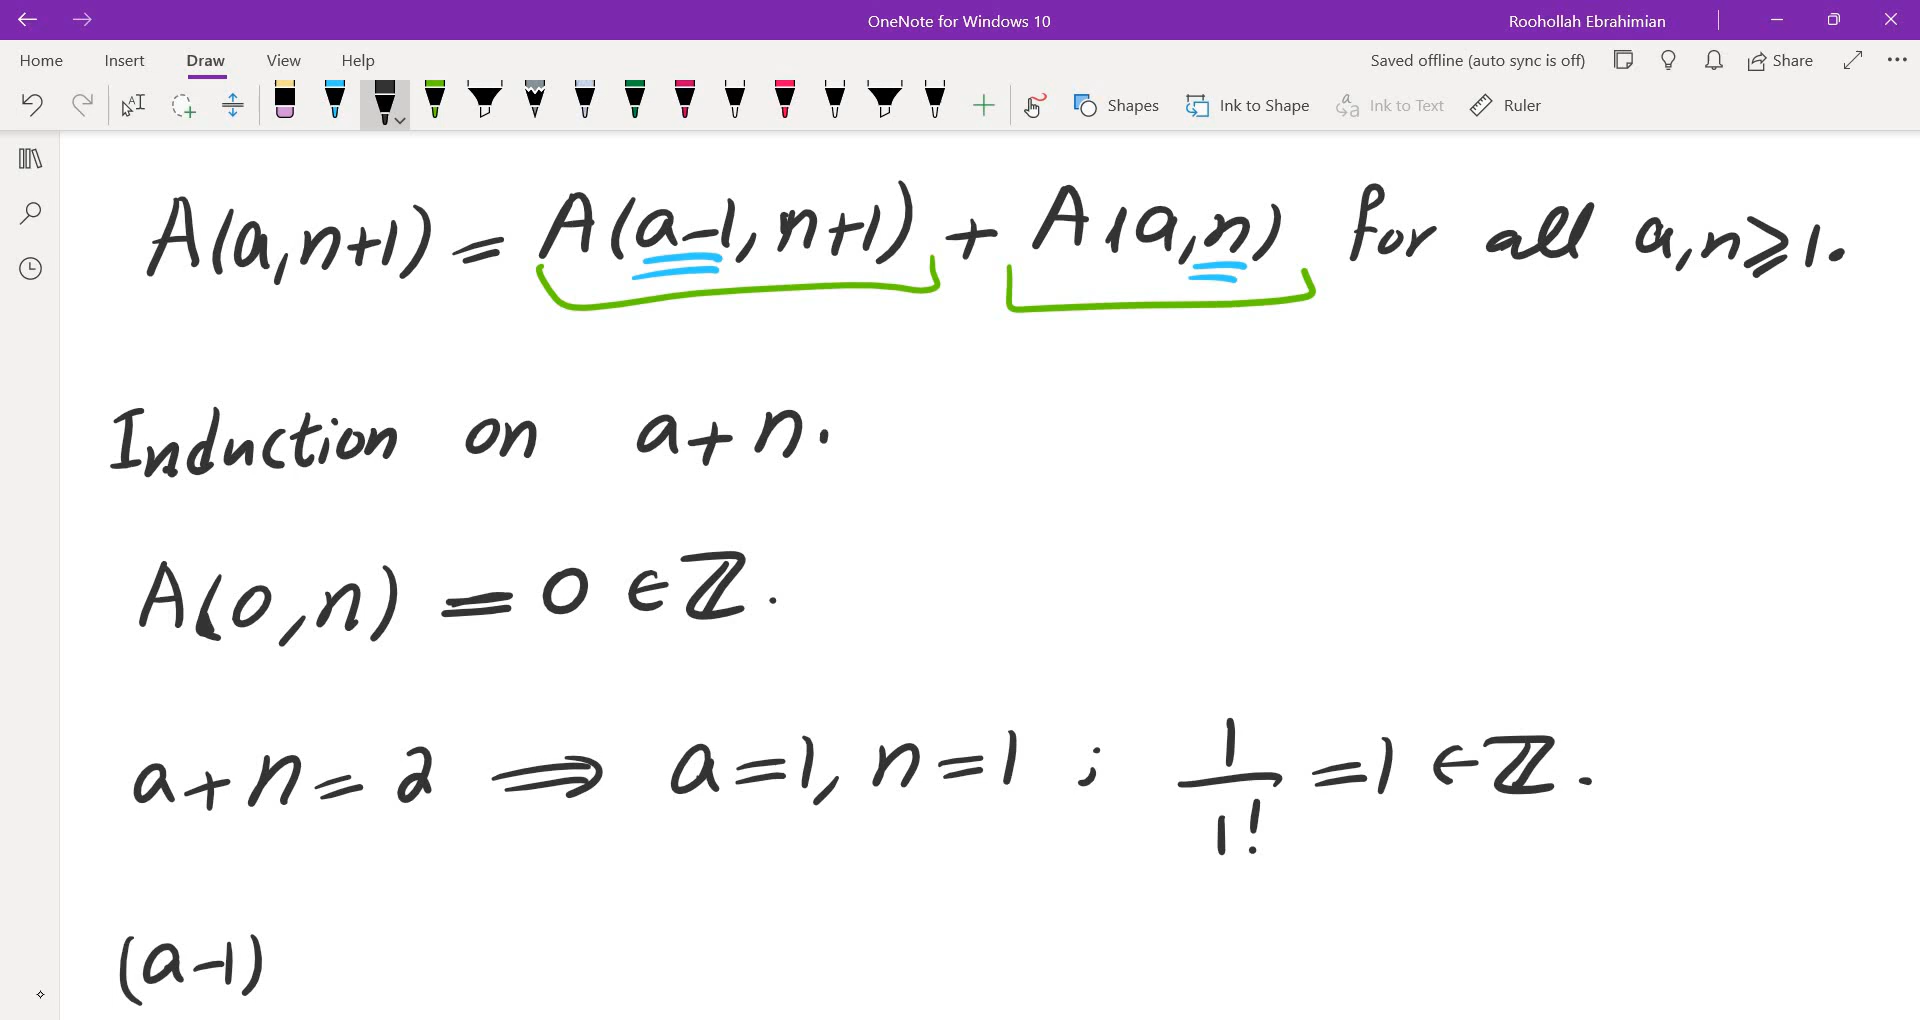 OneNote for Windows 10 Roohollah Ebrahimian
Home Insert Draw View Help Saved offline (auto sync is off) Share
Shapes Ink to Shape Ink to Text Ruler
A(a,n+1) = A(a-1,n+1) + A(a,n) for all a,n⩾1.
Induction on a+n.
A(0,n) = 0 ∈ ℤ.
a+n=2 ⟹ a=1, n=1 ; 1/1! =1 ∈ ℤ.
(a-1)